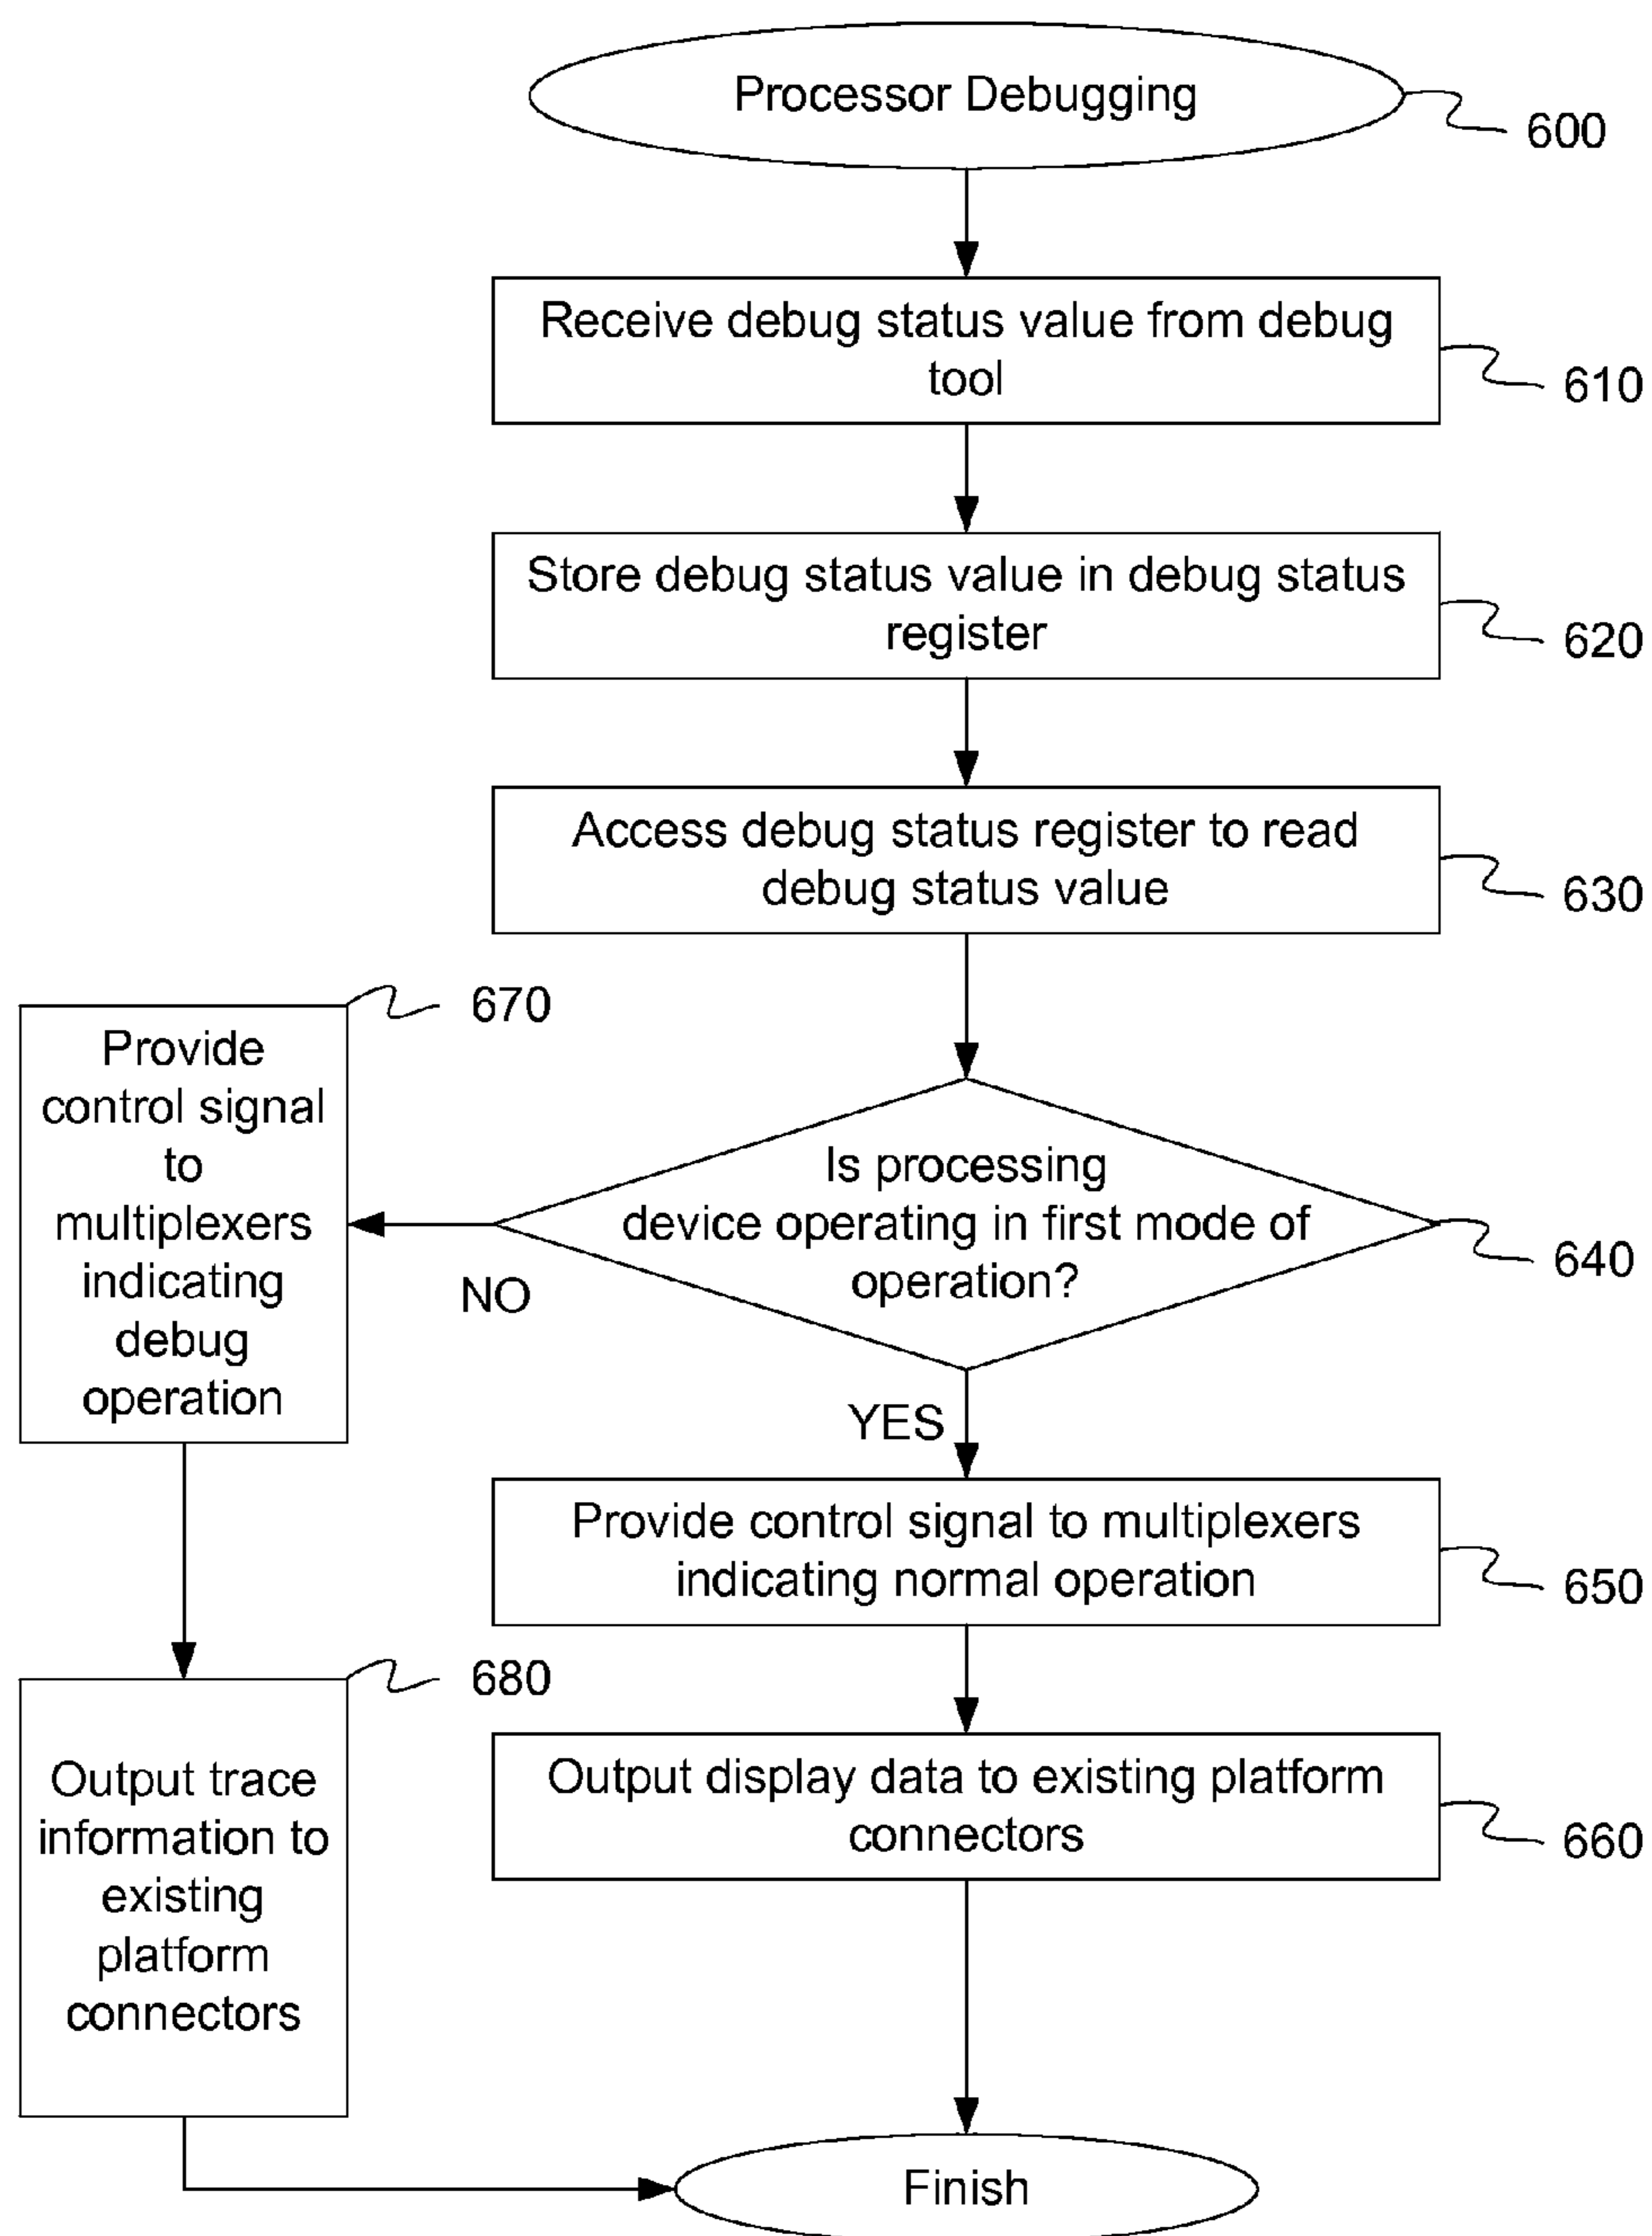 Processor Debugging
600
Receive debug status value from debug
tool
610
Store debug status value in debug status
register
620
Access debug status register to read
debug status value
630
Is processing
device operating in first mode of
operation?
640
NO
YES
670
Provide
control signal
to
multiplexers
indicating
debug
operation
Provide control signal to multiplexers
indicating normal operation
650
680
Output trace
information to
existing
platform
connectors
Output display data to existing platform
connectors
660
Finish